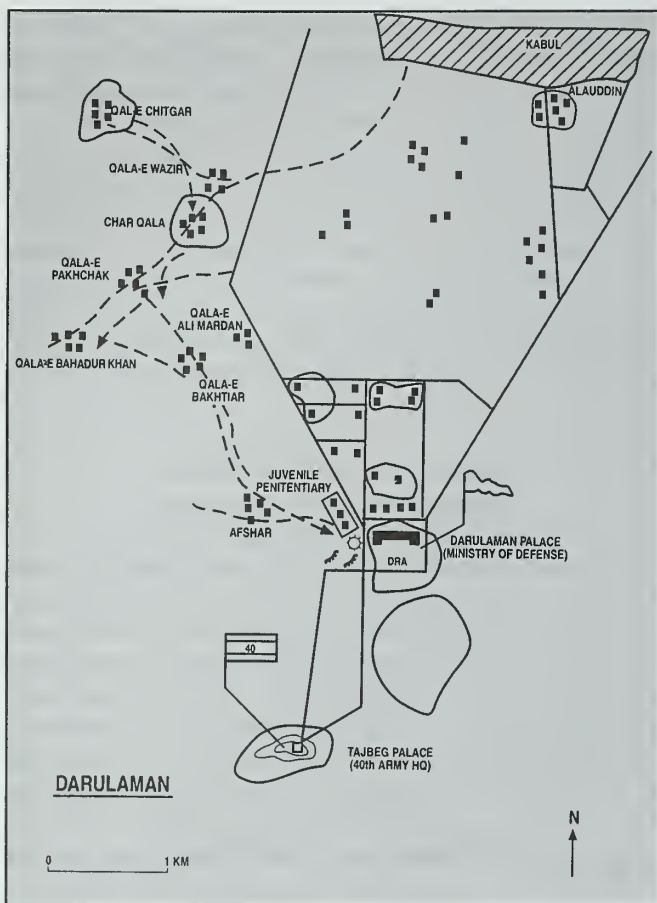 KABUL
ALAUDDIN
QAL-E CHITGAR
QALA-E WAZIR
CHAR QALA
QALA-E
PAKHCHAK
QALA-E
ALI MARDAN
QALA-E BAHADUR KHAN
QALA-E
BAKHTIAR
JUVENILE
PENITENTIARY
AFSHAR
DRA
DARULAMAN PALACE
(MINISTRY OF DEFENSE)
40
TAJBEG PALACE
(40th ARMY HQ)
DARULAMAN
N
0 1 KM